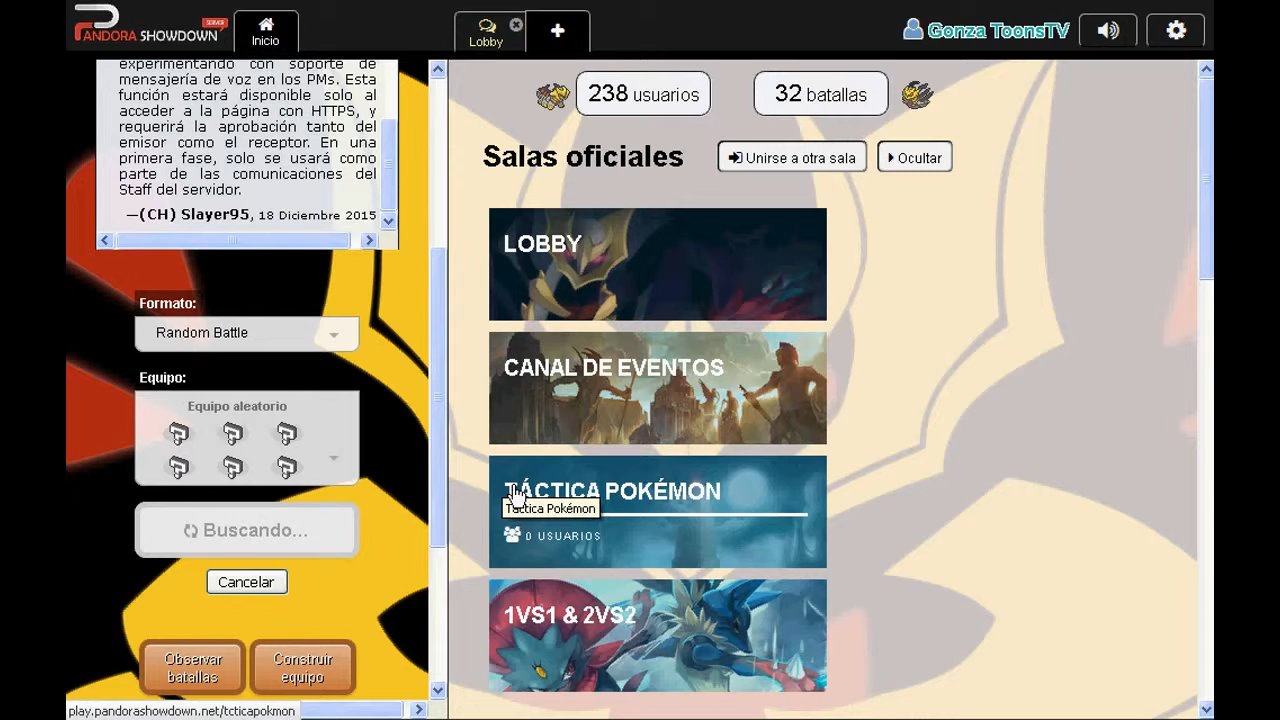 PANDORA SHOWDOWN SERVER
Inicio
Lobby
Gonza ToonsTV
experimentando con soporte de
mensajería de voz en los PMs. Esta
función estará disponible solo al
acceder a la página con HTTPS, y
requerirá la aprobación tanto del
emisor como el receptor. En una
primera fase, solo se usará como
parte de las comunicaciones del
Staff del servidor.
—(CH) Slayer95, 18 Diciembre 2015
Formato:
Random Battle
Equipo:
Equipo aleatorio
Buscando...
Cancelar
Observar
batallas
Construir
equipo
play.pandorashowdown.net/tcticapokmon
238 usuarios
32 batallas
Salas oficiales
Unirse a otra sala
Ocultar
LOBBY
CANAL DE EVENTOS
TÁCTICA POKÉMON
Táctica Pokémon
0 USUARIOS
1VS1 & 2VS2